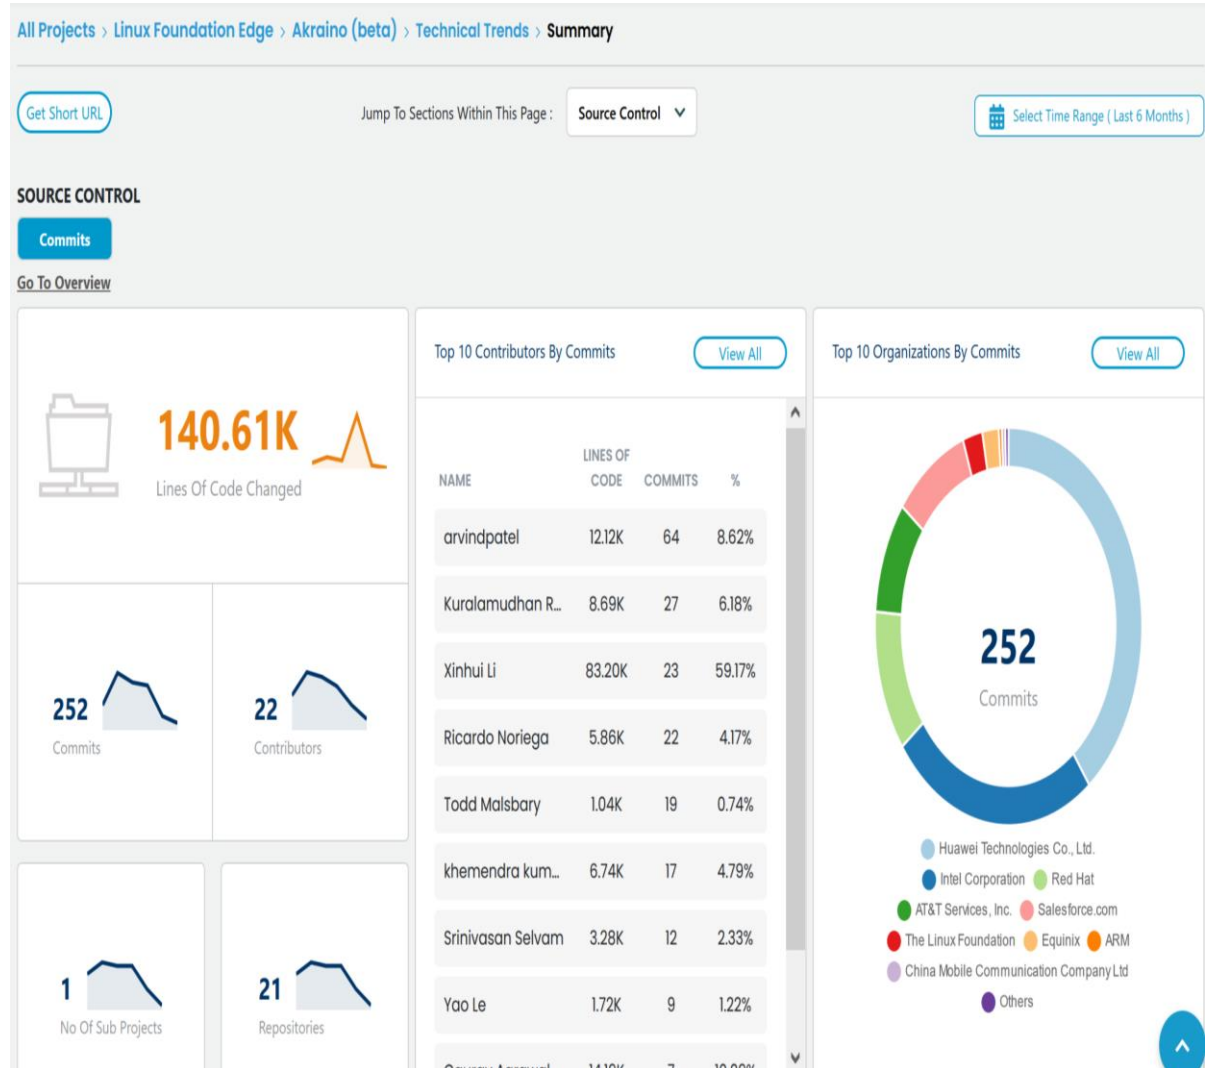 All Projects > Linux Foundation Edge > Akraino (beta) > Technical Trends > Summary
Get Short URL
Jump To Sections Within This Page :
Source Control
Select Time Range ( Last 6 Months )
SOURCE CONTROL
Commits
Go To Overview
140.61K
Lines Of Code Changed
252
Commits
22
Contributors
1
No Of Sub Projects
21
Repositories
Top 10 Contributors By Commits
View All
NAME LINES OF CODE COMMITS %
arvindpatel 12.12K 64 8.62%
Kuralamudhan R... 8.69K 27 6.18%
Xinhui Li 83.20K 23 59.17%
Ricardo Noriega 5.86K 22 4.17%
Todd Malsbary 1.04K 19 0.74%
khemendra kum... 6.74K 17 4.79%
Srinivasan Selvam 3.28K 12 2.33%
Yao Le 1.72K 9 1.22%
Top 10 Organizations By Commits
View All
252
Commits
Huawei Technologies Co., Ltd.
Intel Corporation Red Hat
AT&T Services, Inc. Salesforce.com
The Linux Foundation Equinix ARM
China Mobile Communication Company Ltd
Others